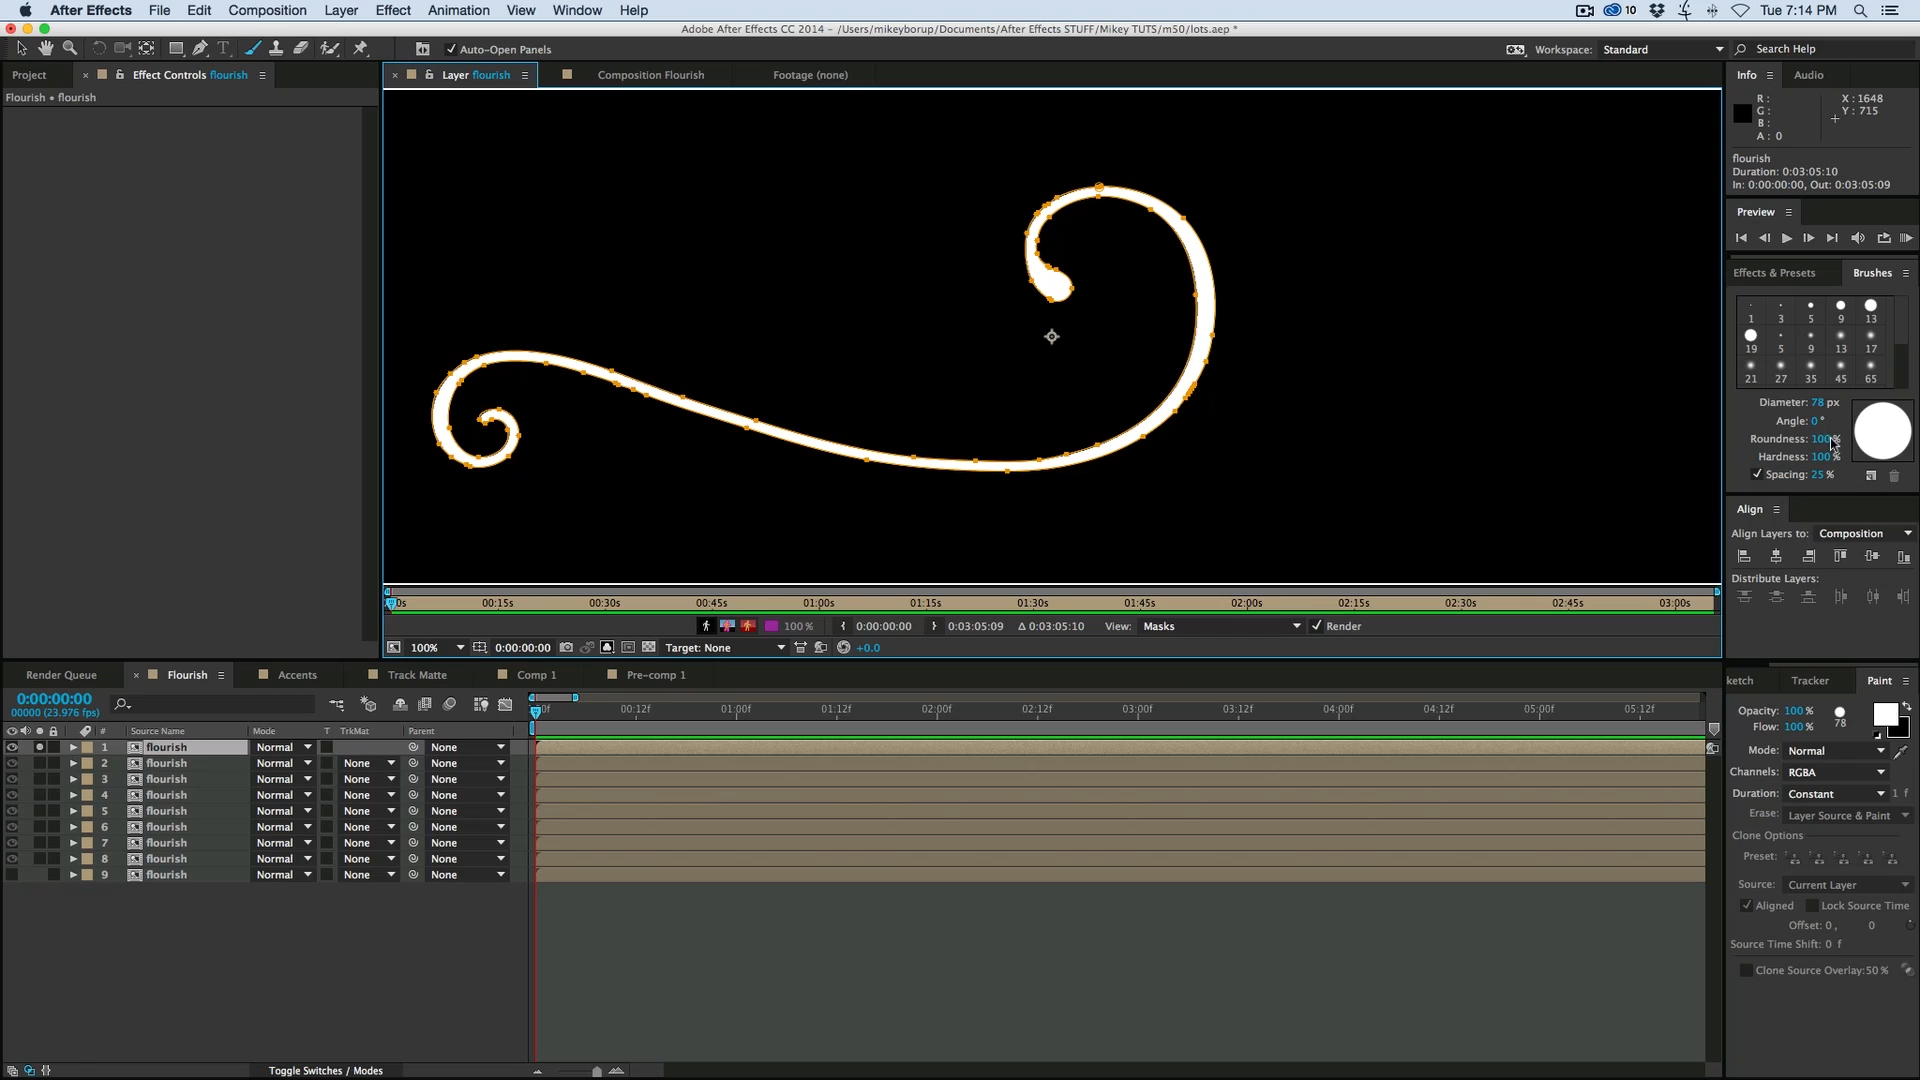 After Effects File Edit Composition Layer Effect Animation View Window Help 10 Tue 7:14 PM
Adobe After Effects CC 2014 - /Users/mikeyborup/Documents/After Effects STUFF/Mikey TUTS/m50/lots.aep *
Auto-Open Panels Workspace: Standard Search Help
Project Effect Controls flourish Layer flourish Composition Flourish Footage (none) Info Audio
Flourish • flourish
R: X : 1648
G: Y : 715
B:
A : 0
flourish
Duration: 0:03:05:10
In: 0:00:00:00, Out: 0:03:05:09
Preview
Effects & Presets Brushes
1 3 5 9 13
19 5 9 13 17
21 27 35 45 65
Diameter: 78 px
Angle: 0 °
Roundness: 100 %
Hardness: 100 %
Spacing: 25 %
Align
Align Layers to: Composition
Distribute Layers:
00:15s 00:30s 00:45s 01:00s 01:15s 01:30s 01:45s 02:00s 02:15s 02:30s 02:45s 03:00s
100 % 0:00:00:00 0:03:05:09 Δ 0:03:05:10 View: Masks Render
100% 0:00:00:00 Target: None +0.0
Render Queue Flourish Accents Track Matte Comp 1 Pre-comp 1
0:00:00:00
00000 (23.976 fps)
00:12f 01:00f 01:12f 02:00f 02:12f 03:00f 03:12f 04:00f 04:12f 05:00f 05:12f
# Source Name Mode T TrkMat Parent
1 flourish Normal None
2 flourish Normal None None
3 flourish Normal None None
4 flourish Normal None None
5 flourish Normal None None
6 flourish Normal None None
7 flourish Normal None None
8 flourish Normal None None
9 flourish Normal None None
Toggle Switches / Modes
ketch Tracker Paint
Opacity: 100 %
Flow: 100 % 78
Mode: Normal
Channels: RGBA
Duration: Constant 1 f
Erase: Layer Source & Paint
Clone Options
Preset:
Source: Current Layer
Aligned Lock Source Time
Offset: 0 , 0
Source Time Shift: 0 f
Clone Source Overlay: 50 %